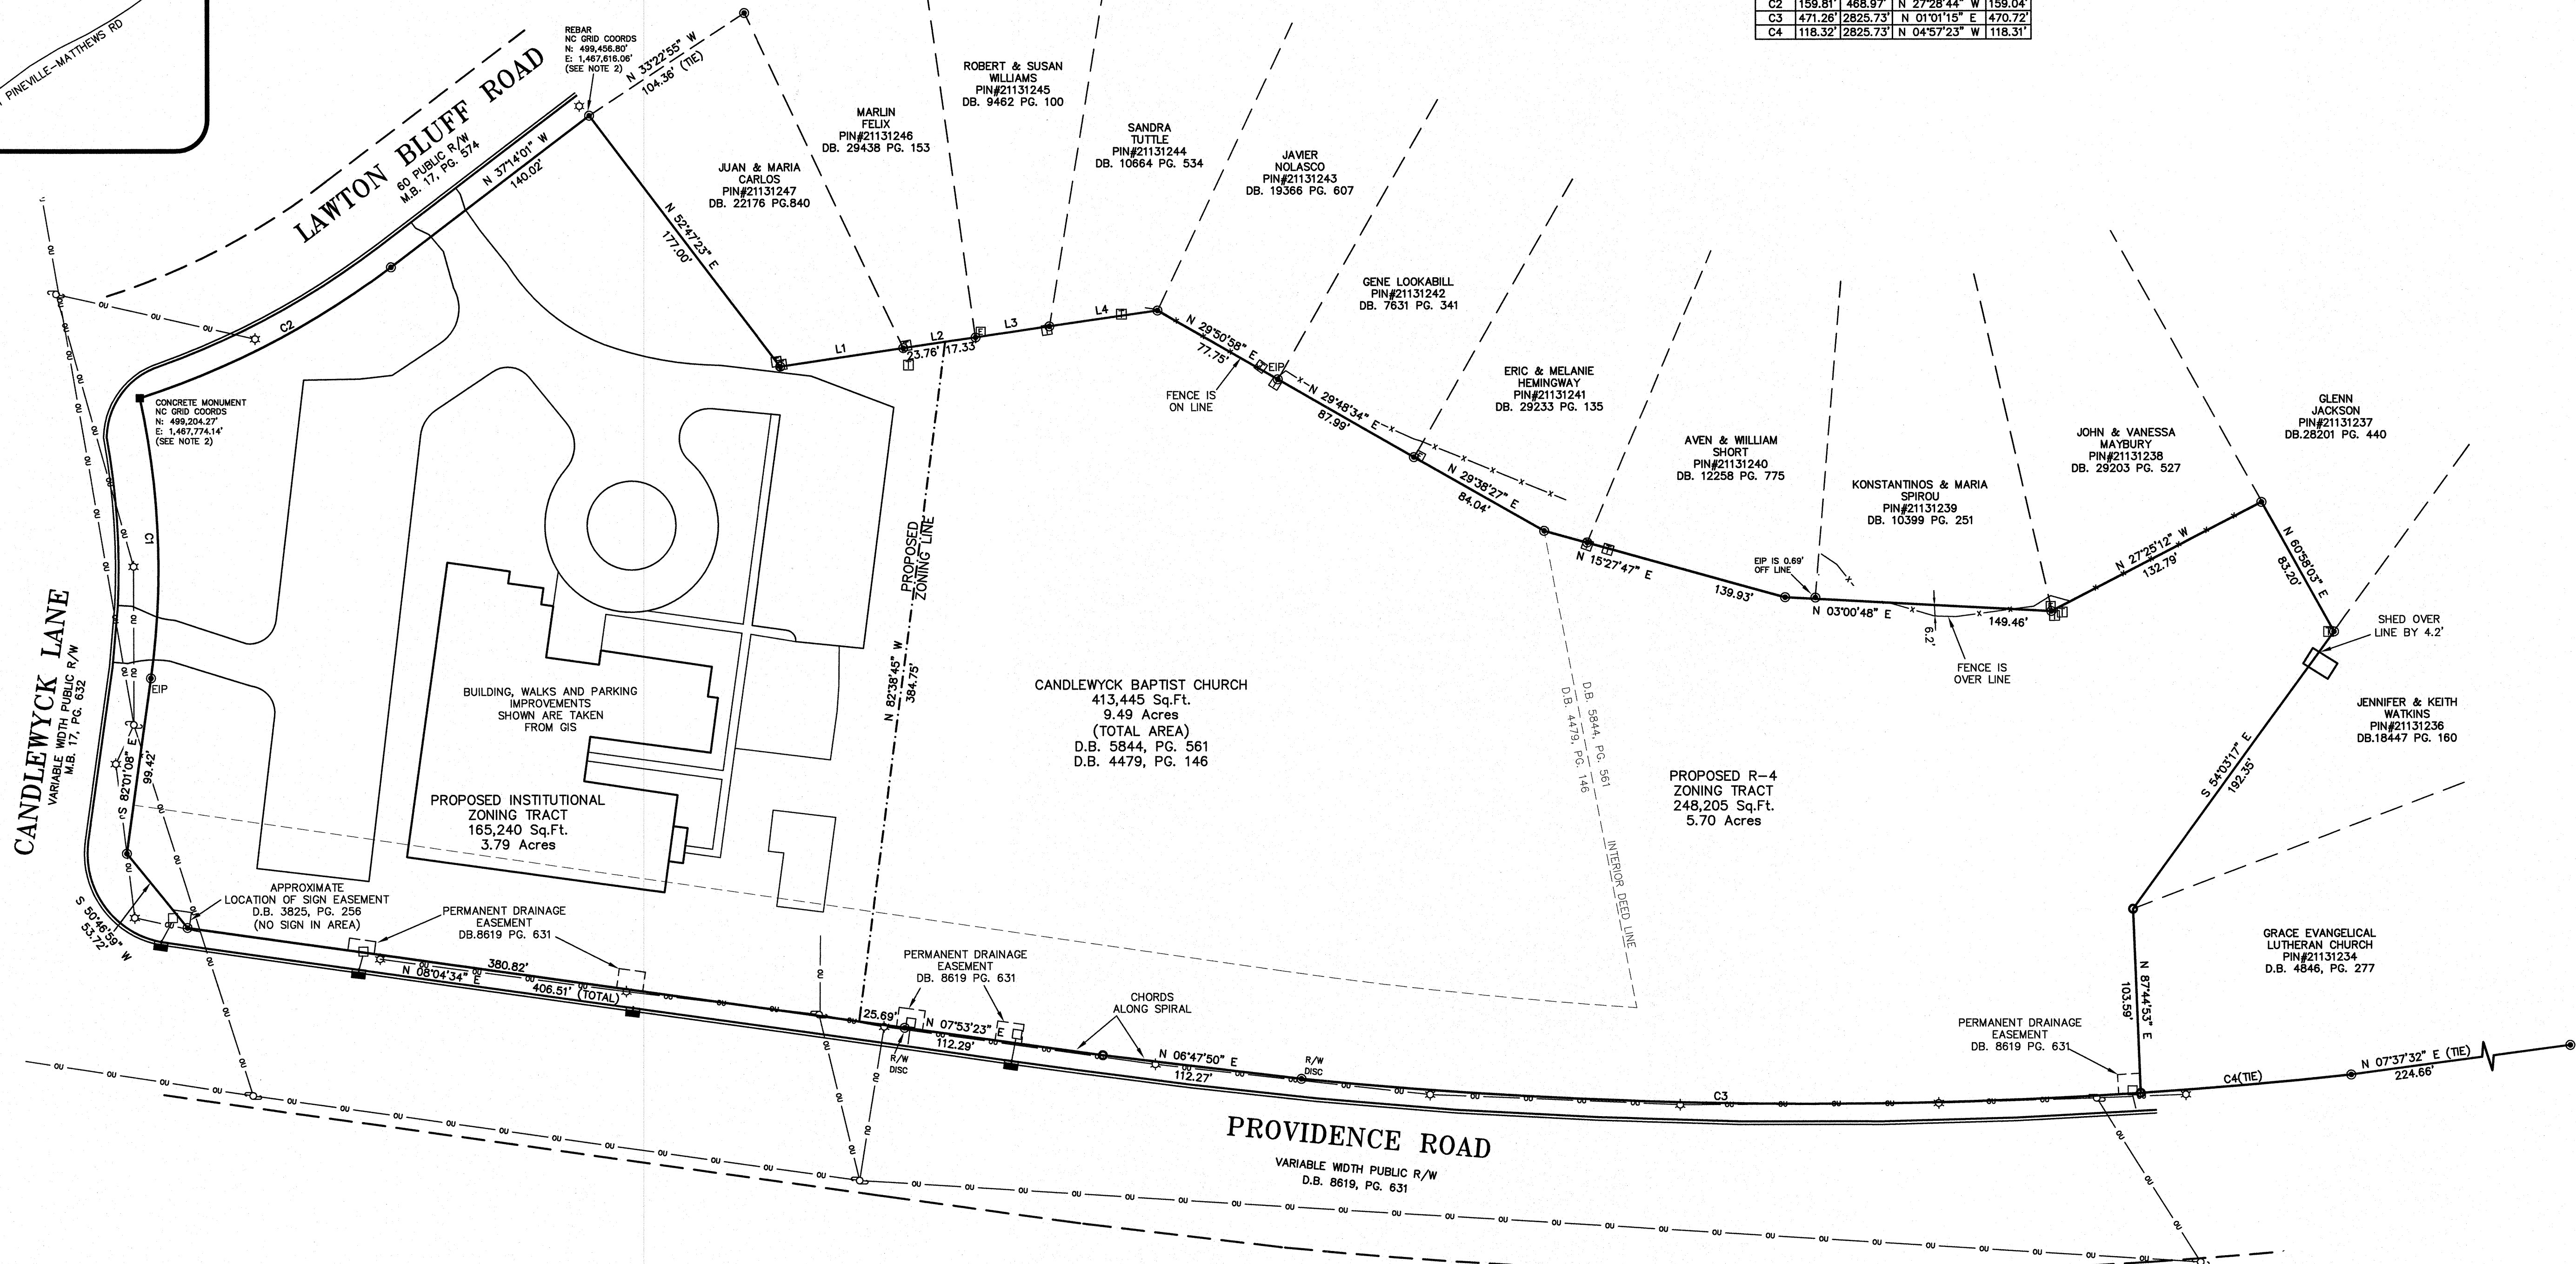 PINEVILLE-MATTHEWS RD
C2 159.81' 468.97' N 27°28'44" W 159.04'
C3 471.26' 2825.73' N 01°01'15" E 470.72'
C4 118.32' 2825.73' N 04°57'23" W 118.31'
REBAR
NC GRID COORDS
N: 499,456.80'
E: 1,467,616.06'
(SEE NOTE 2)
N 33°22'55" W
104.36' (TIE)
LAWTON BLUFF ROAD
60 PUBLIC R/W
M.B. 17, PG. 574
N 37°14'01" W
140.02'
N 52°47'23" E
177.00'
JUAN & MARIA
CARLOS
PIN#21131247
DB. 22176 PG.840
MARLIN
FELIX
PIN#21131246
DB. 29438 PG. 153
ROBERT & SUSAN
WILLIAMS
PIN#21131245
DB. 9462 PG. 100
SANDRA
TUTTLE
PIN#21131244
DB. 10664 PG. 534
JAVIER
NOLASCO
PIN#21131243
DB. 19366 PG. 607
GENE LOOKABILL
PIN#21131242
DB. 7631 PG. 341
ERIC & MELANIE
HEMINGWAY
PIN#21131241
DB. 29233 PG. 135
AVEN & WIILLIAM
SHORT
PIN#21131240
DB. 12258 PG. 775
KONSTANTINOS & MARIA
SPIROU
PIN#21131239
DB. 10399 PG. 251
JOHN & VANESSA
MAYBURY
PIN#21131238
DB. 29203 PG. 527
GLENN
JACKSON
PIN#21131237
DB.28201 PG. 440
JENNIFER & KEITH
WATKINS
PIN#21131236
DB.18447 PG. 160
GRACE EVANGELICAL
LUTHERAN CHURCH
PIN#21131234
D.B. 4846, PG. 277
L1
L2
L3
L4
23.76' 17.33'
N 29°50'58" E
77.75'
FENCE IS
ON LINE
EIP
N 29°48'34" E
87.99'
N 29°38'27" E
84.04'
N 15°27'47" E
139.93'
EIP IS 0.69'
OFF LINE
N 03°00'48" E
149.46'
6.2'
FENCE IS
OVER LINE
N 27°25'12" W
132.79'
N 60°58'03" E
83.20'
SHED OVER
LINE BY 4.2'
S 54°03'17" E
192.35'
N 87°44'53" E
103.59'
C2
CONCRETE MONUMENT
NC GRID COORDS
N: 499,204.27'
E: 1,467,774.14'
(SEE NOTE 2)
C1
EIP
CANDLEWYCK LANE
VARIABLE WIDTH PUBLIC R/W
M.B. 17, PG. 632
S 82°01'08" E
99.42'
S 50°46'59" W
53.72'
BUILDING, WALKS AND PARKING
IMPROVEMENTS
SHOWN ARE TAKEN
FROM GIS
PROPOSED INSTITUTIONAL
ZONING TRACT
165,240 Sq.Ft.
3.79 Acres
PROPOSED
ZONING LINE
N 82°38'45" W
384.75'
CANDLEWYCK BAPTIST CHURCH
413,445 Sq.Ft.
9.49 Acres
(TOTAL AREA)
D.B. 5844, PG. 561
D.B. 4479, PG. 146
D.B. 5844, PG. 561
D.B. 4479, PG. 146
INTERIOR DEED LINE
PROPOSED R-4
ZONING TRACT
248,205 Sq.Ft.
5.70 Acres
APPROXIMATE
LOCATION OF SIGN EASEMENT
D.B. 3825, PG. 256
(NO SIGN IN AREA)
PERMANENT DRAINAGE
EASEMENT
DB.8619 PG. 631
PERMANENT DRAINAGE
EASEMENT
DB. 8619 PG. 631
PERMANENT DRAINAGE
EASEMENT
DB. 8619 PG. 631
380.82'
N 08°04'34" E
406.51' (TOTAL)
25.69'
R/W
DISC
N 07°53'23" E
112.29'
CHORDS
ALONG SPIRAL
N 06°47'50" E
112.27'
R/W
DISC
C3
C4(TIE)
N 07°37'32" E (TIE)
224.66'
PROVIDENCE ROAD
VARIABLE WIDTH PUBLIC R/W
D.B. 8619, PG. 631